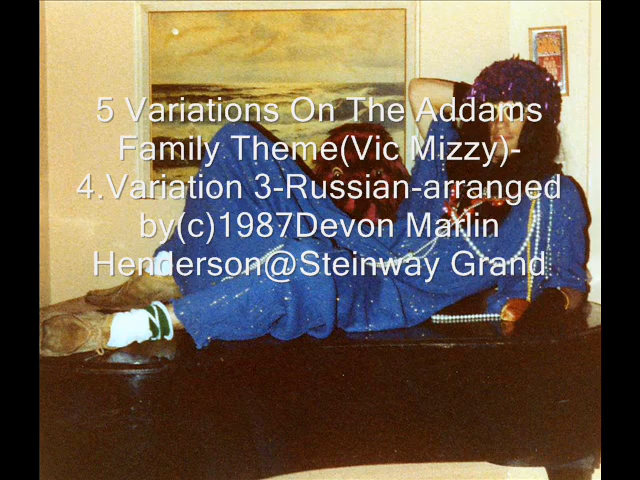 5 Variations On The Addams
Family Theme(Vic Mizzy)-
4.Variation 3-Russian-arranged
by(c)1987Devon Marlin
Henderson@Steinway Grand